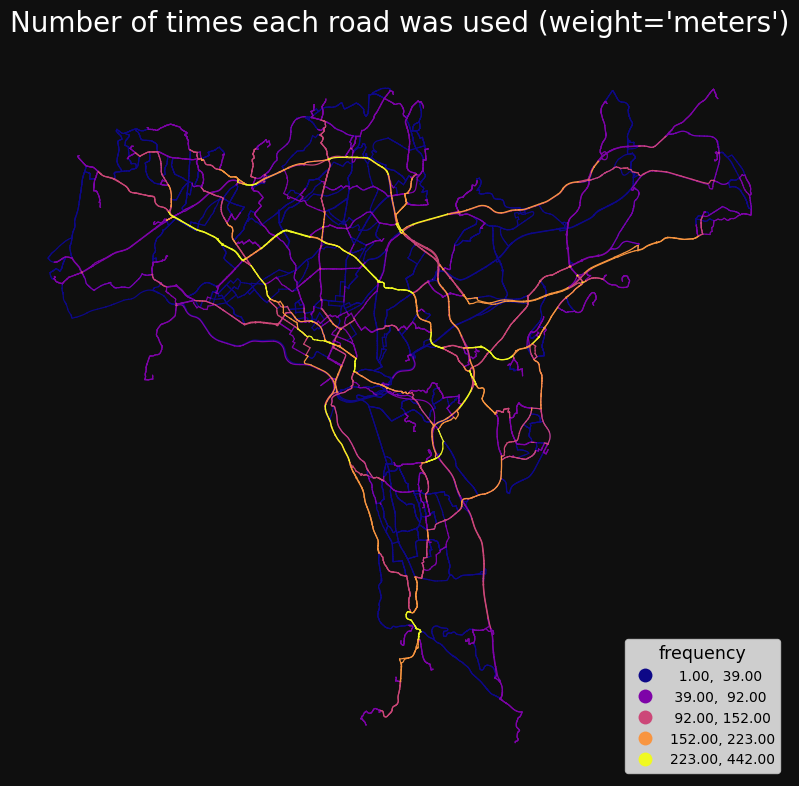 Number of times each road was used (weight='meters')
frequency
1.00, 39.00
39.00, 92.00
92.00, 152.00
152.00, 223.00
223.00, 442.00